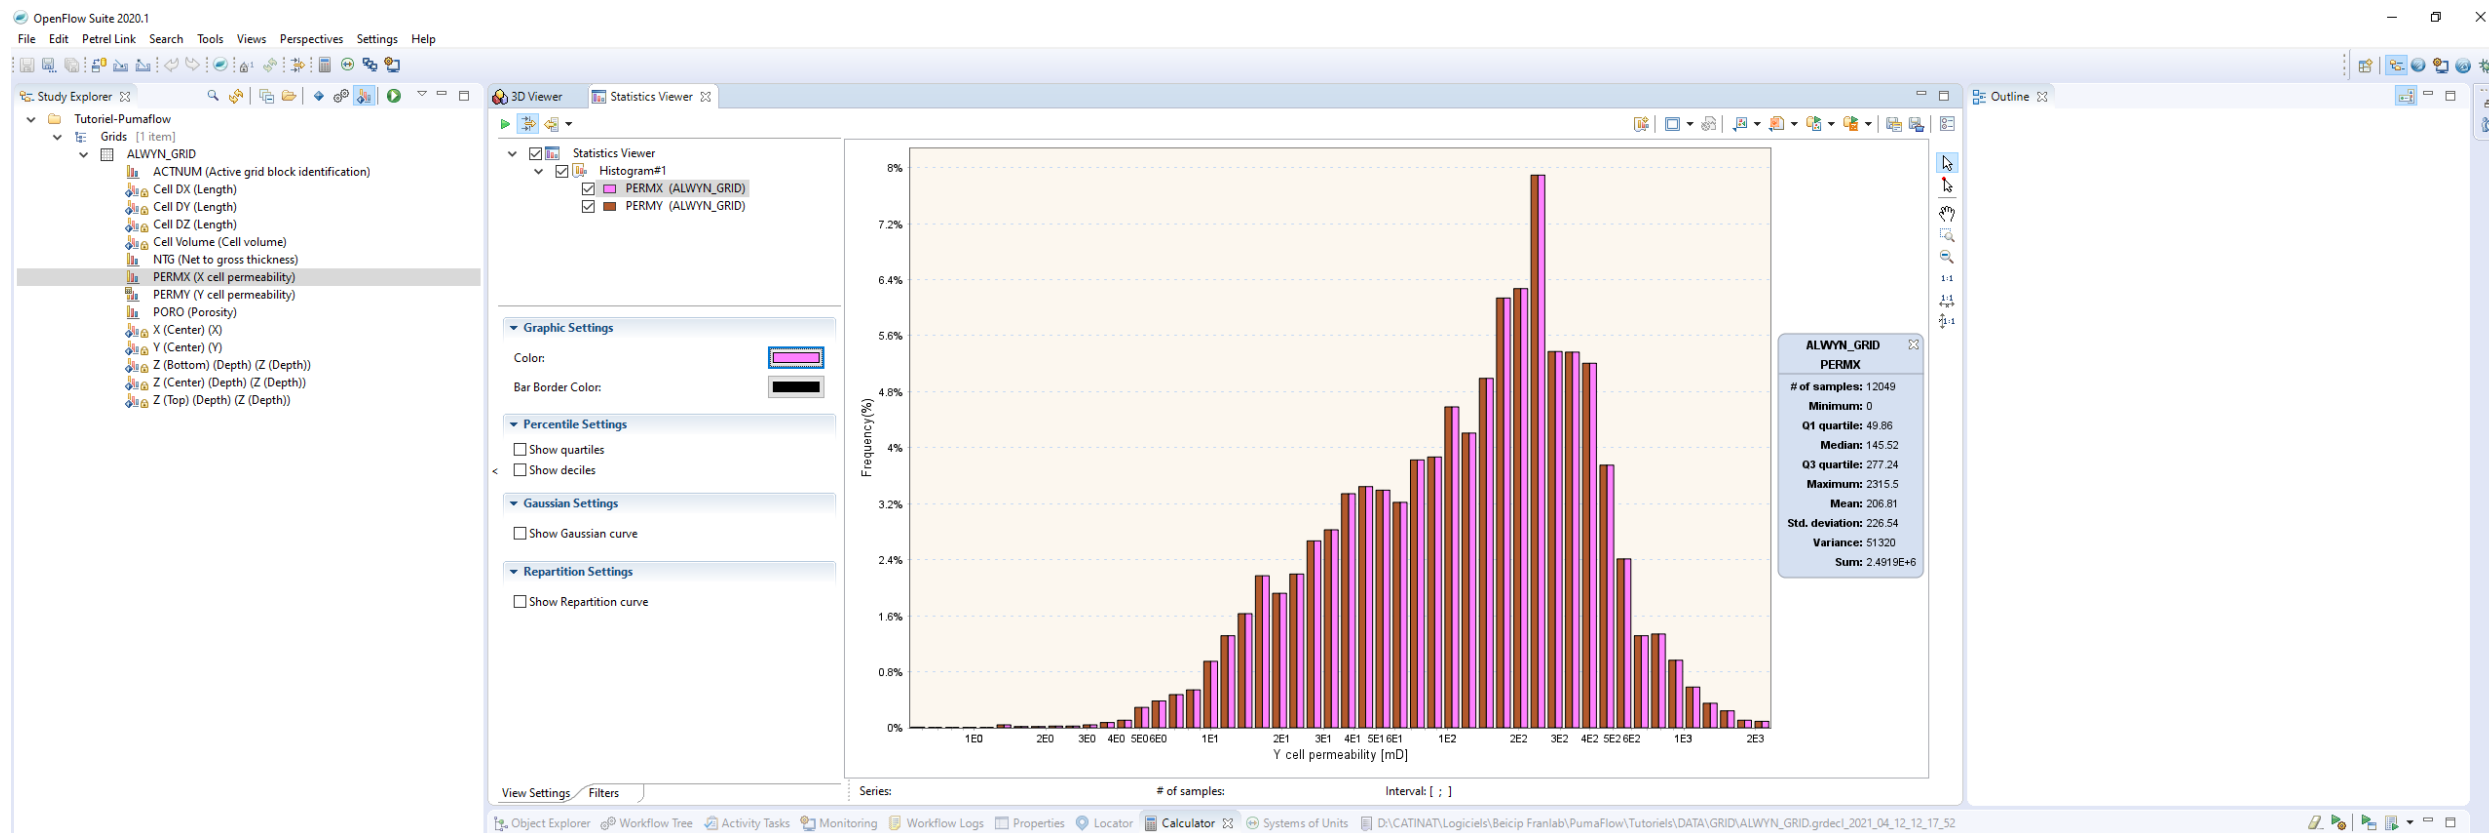 OpenFlow Suite 2020.1
File Edit Petrel Link Search Tools Views Perspectives Settings Help
Study Explorer
Tutoriel-Pumaflow
Grids [1 item]
ALWYN_GRID
ACTNUM (Active grid block identification)
Cell DX (Length)
Cell DY (Length)
Cell DZ (Length)
Cell Volume (Cell volume)
NTG (Net to gross thickness)
PERMX (X cell permeability)
PERMY (Y cell permeability)
PORO (Porosity)
X (Center) (X)
Y (Center) (Y)
Z (Bottom) (Depth) (Z (Depth))
Z (Center) (Depth) (Z (Depth))
Z (Top) (Depth) (Z (Depth))
3D Viewer Statistics Viewer
Statistics Viewer
Histogram#1
PERMX (ALWYN_GRID)
PERMY (ALWYN_GRID)
Graphic Settings
Color:
Bar Border Color:
Percentile Settings
Show quartiles
Show deciles
Gaussian Settings
Show Gaussian curve
Repartition Settings
Show Repartition curve
View Settings Filters
8%
7.2%
6.4%
5.6%
4.8%
4%
3.2%
2.4%
1.6%
0.8%
0%
Frequency(%)
1E0 2E0 3E0 4E0 5E0 6E0 1E1 2E1 3E1 4E1 5E1 6E1 1E2 2E2 3E2 4E2 5E2 6E2 1E3 2E3
Y cell permeability [mD]
Series: # of samples: Interval: [ ; ]
ALWYN_GRID
PERMX
# of samples: 12049
Minimum: 0
Q1 quartile: 49.86
Median: 145.52
Q3 quartile: 277.24
Maximum: 2315.5
Mean: 206.81
Std. deviation: 226.54
Variance: 51320
Sum: 2.4919E+6
1:1
1:1
1:1
Outline
Object Explorer Workflow Tree Activity Tasks Monitoring Workflow Logs Properties Locator Calculator Systems of Units D:\CATINAT\Logiciels\Beicip Franlab\PumaFlow\Tutoriels\DATA\GRID\ALWYN_GRID.grdecl_2021_04_12_12_17_52